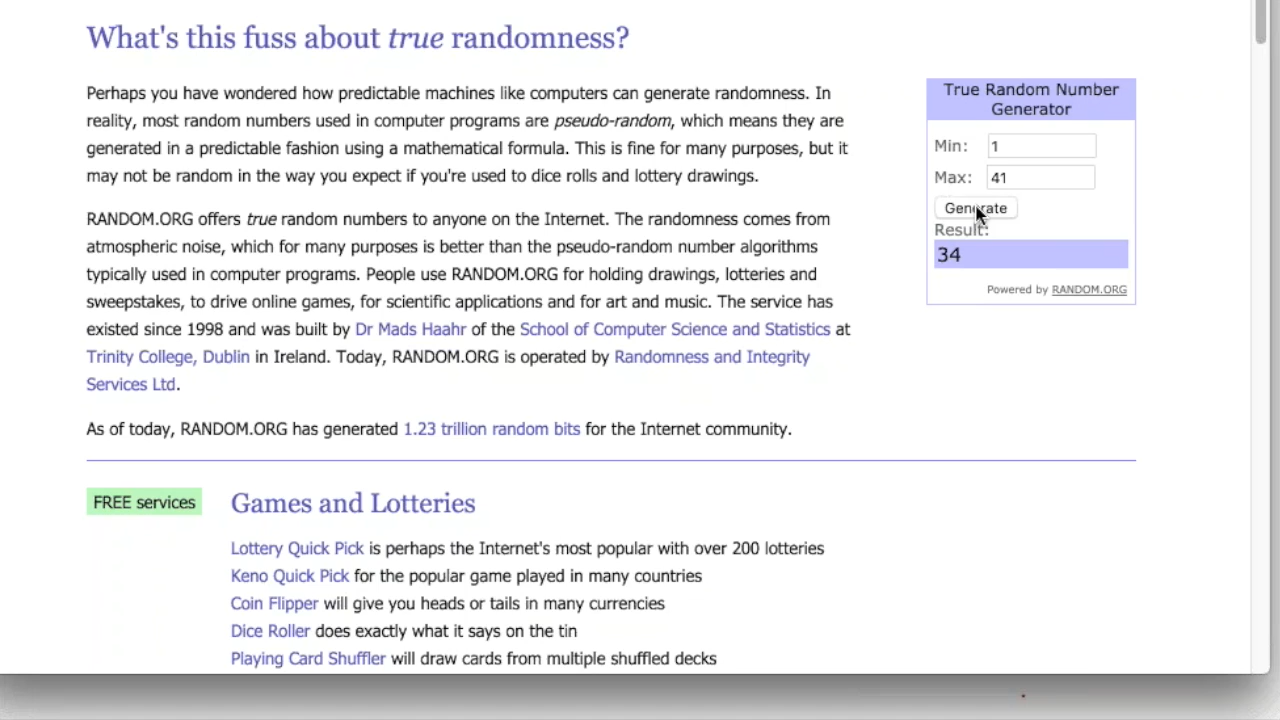 What's this fuss about true randomness?
Perhaps you have wondered how predictable machines like computers can generate randomness. In
reality, most random numbers used in computer programs are pseudo-random, which means they are
generated in a predictable fashion using a mathematical formula. This is fine for many purposes, but it
may not be random in the way you expect if you're used to dice rolls and lottery drawings.
RANDOM.ORG offers true random numbers to anyone on the Internet. The randomness comes from
atmospheric noise, which for many purposes is better than the pseudo-random number algorithms
typically used in computer programs. People use RANDOM.ORG for holding drawings, lotteries and
sweepstakes, to drive online games, for scientific applications and for art and music. The service has
existed since 1998 and was built by Dr Mads Haahr of the School of Computer Science and Statistics at
Trinity College, Dublin in Ireland. Today, RANDOM.ORG is operated by Randomness and Integrity
Services Ltd.
As of today, RANDOM.ORG has generated 1.23 trillion random bits for the Internet community.
True Random Number
Generator
Min: 1
Max: 41
Generate
Result:
34
Powered by RANDOM.ORG
FREE services
Games and Lotteries
Lottery Quick Pick is perhaps the Internet's most popular with over 200 lotteries
Keno Quick Pick for the popular game played in many countries
Coin Flipper will give you heads or tails in many currencies
Dice Roller does exactly what it says on the tin
Playing Card Shuffler will draw cards from multiple shuffled decks